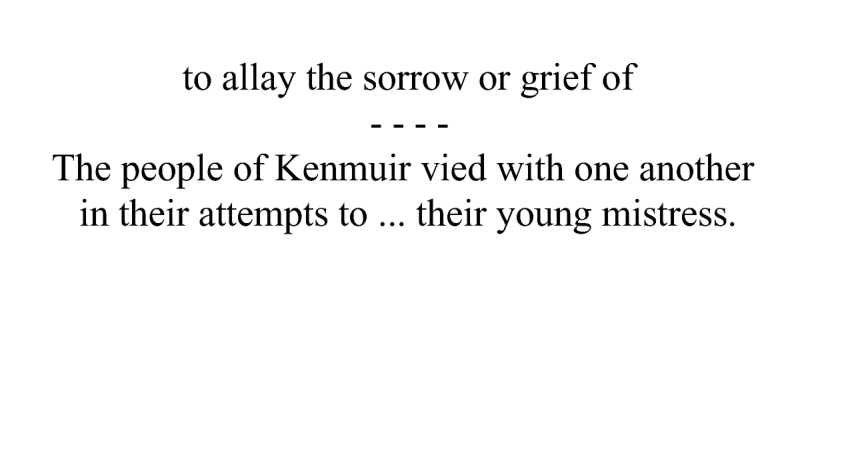 to allay the sorrow or grief of
- - - -
The people of Kenmuir vied with one another
in their attempts to ... their young mistress.